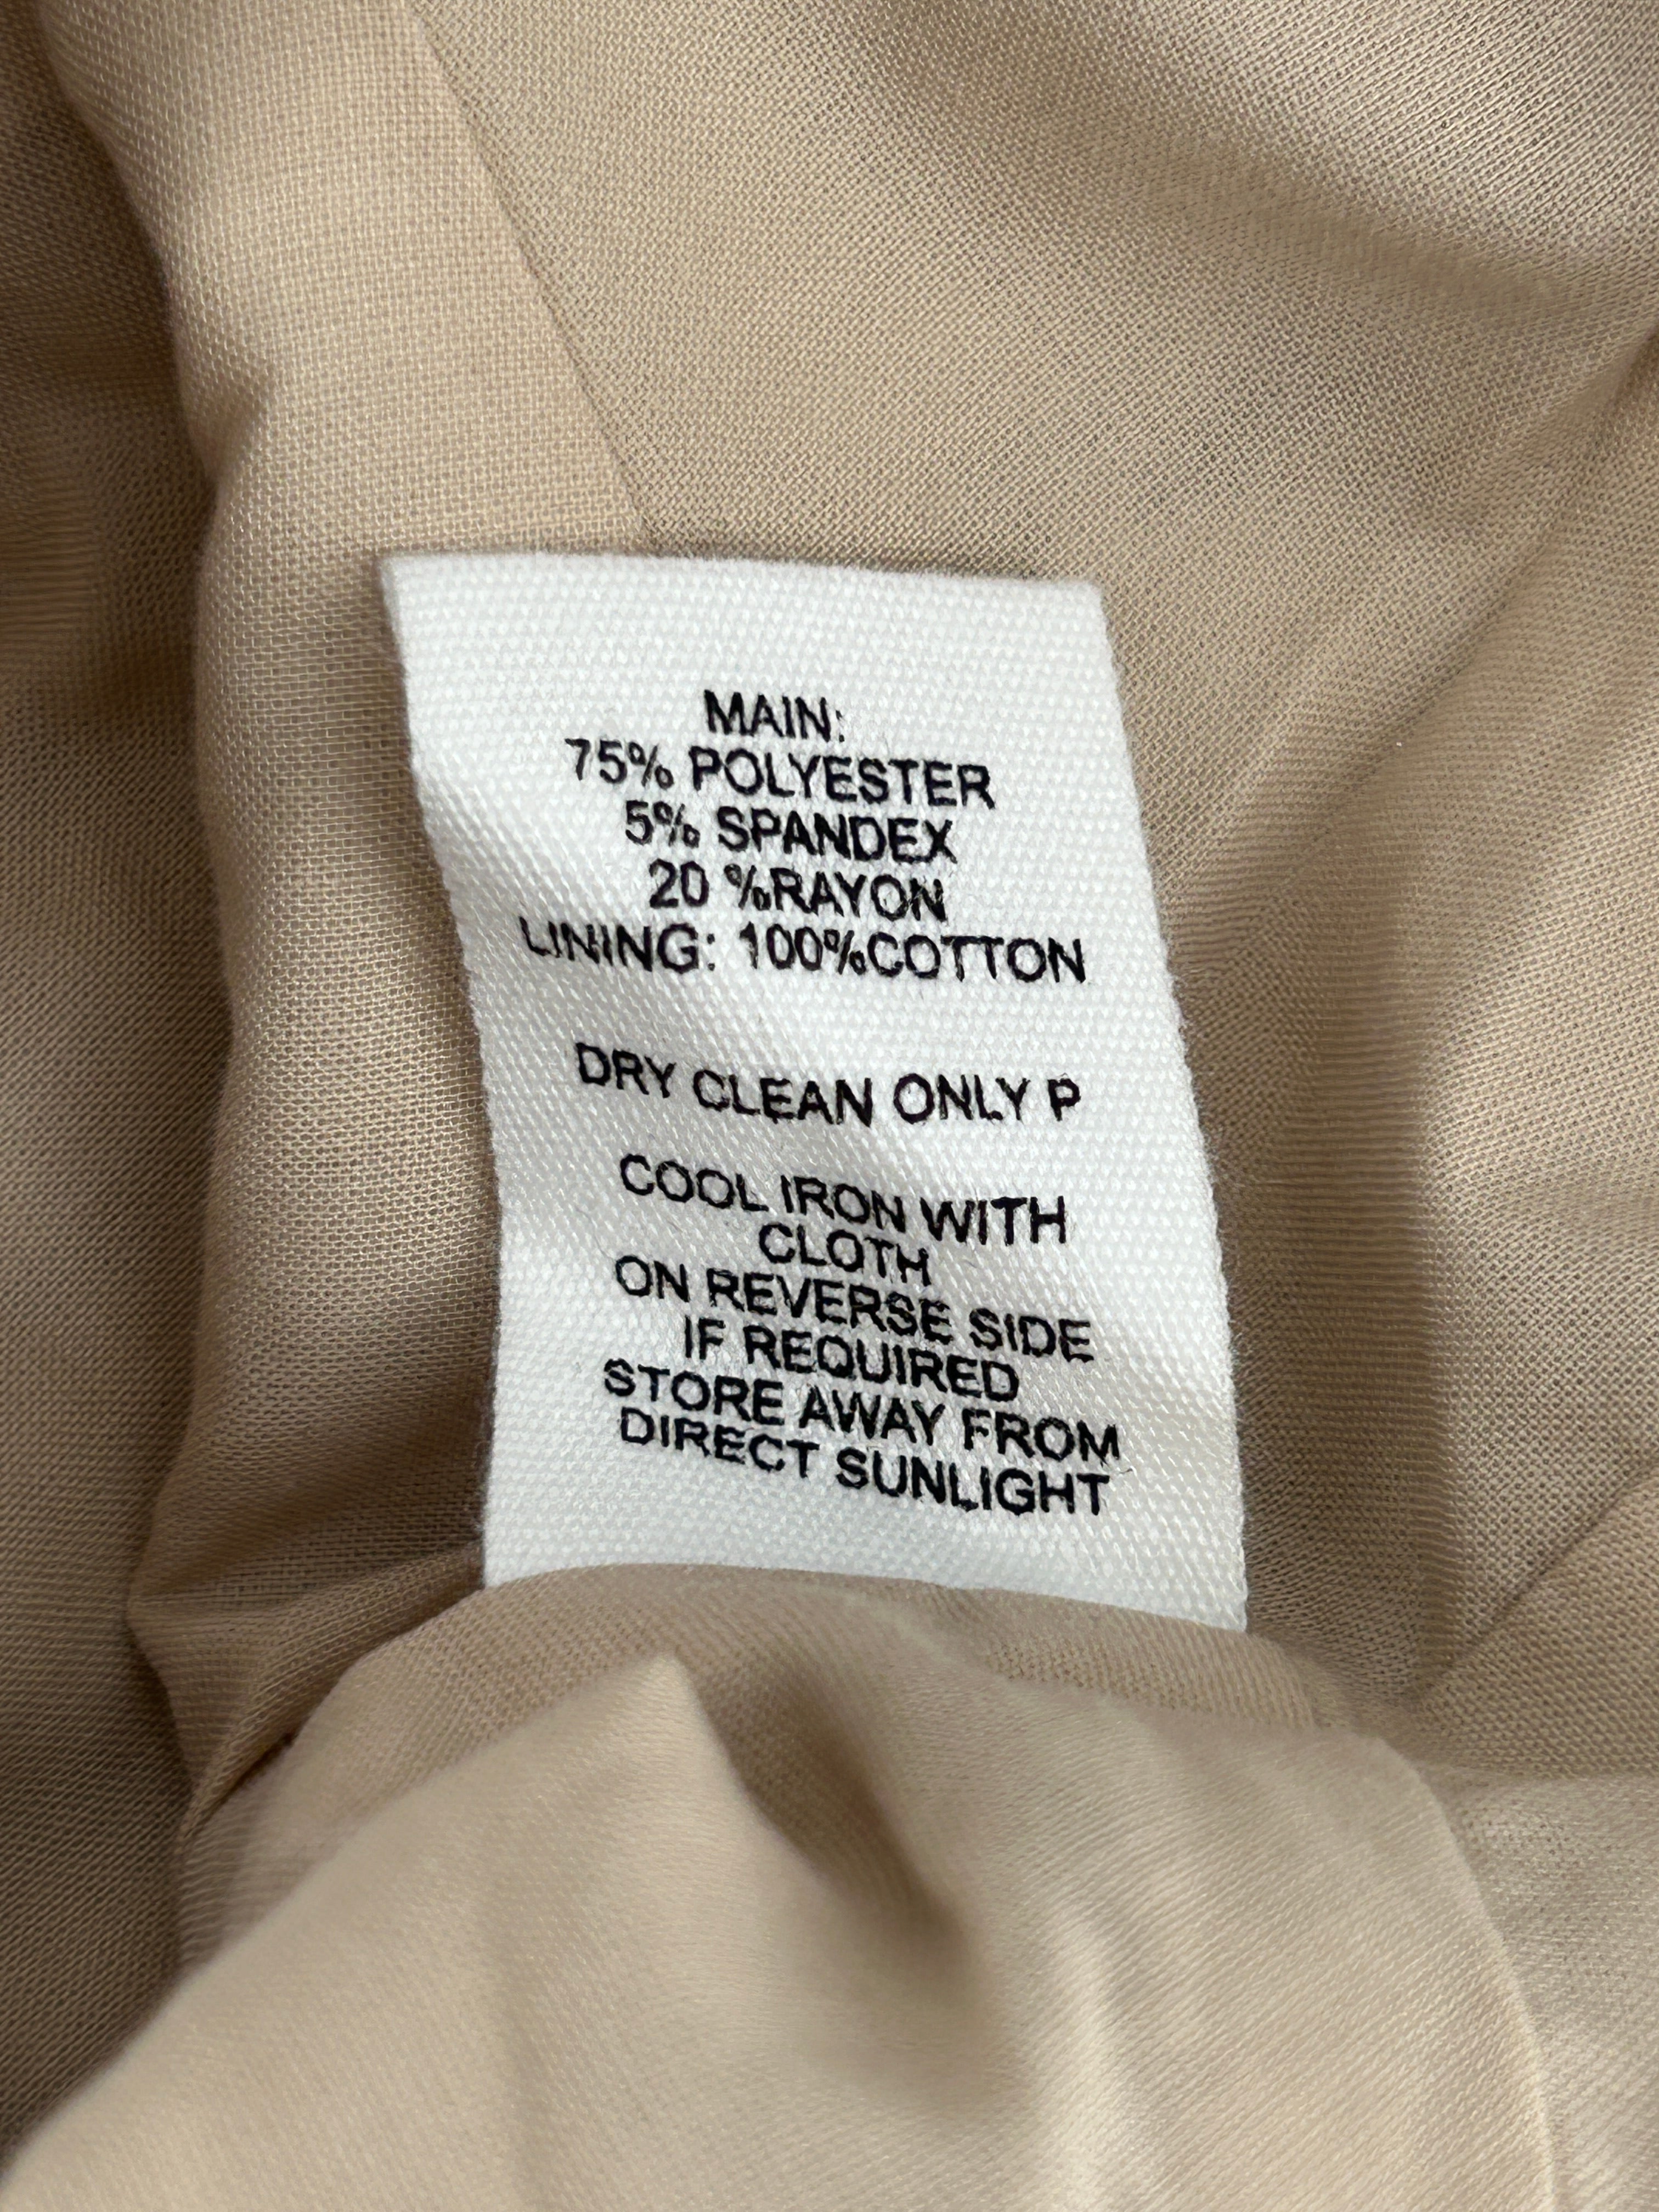 MAIN:
75% POLYESTER
5% SPANDEX
20 %RAYON
LINING: 100%COTTON
DRY CLEAN ONLY P
COOL IRON WITH
CLOTH
ON REVERSE SIDE
IF REQUIRED
STORE AWAY FROM
DIRECT SUNLIGHT